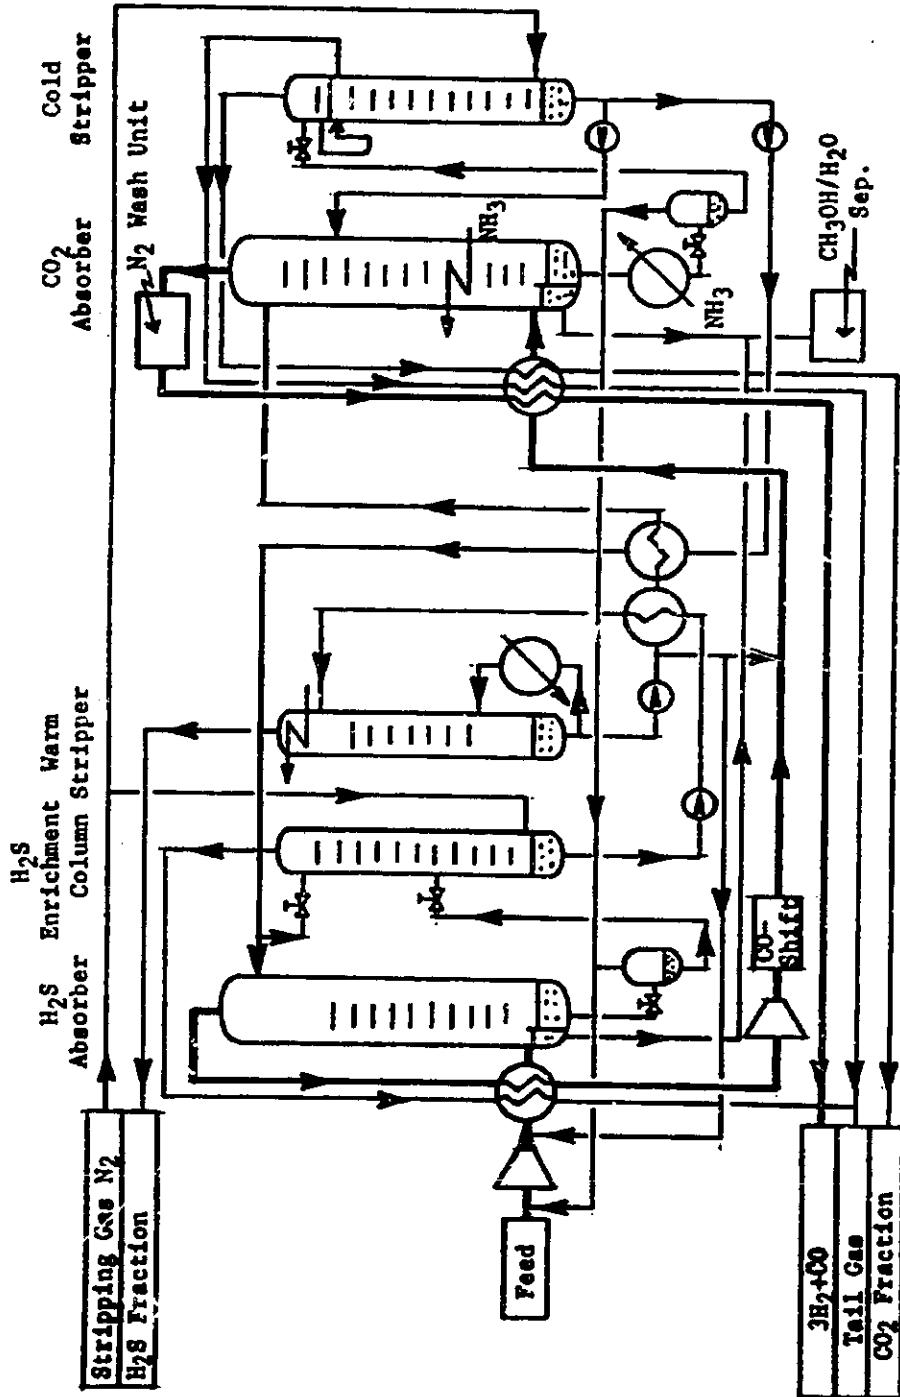 H2S
Absorber
H2S
Enrichment
Column
Warm
Stripper
CO2
Absorber
Cold
Stripper
N2 Wash Unit
Stripping Gas N2
H2S Fraction
Feed
CO-
Shift
NH3
NH3
CH3OH/H2O
Sep.
3H2+CO
Tail Gas
CO2 Fraction